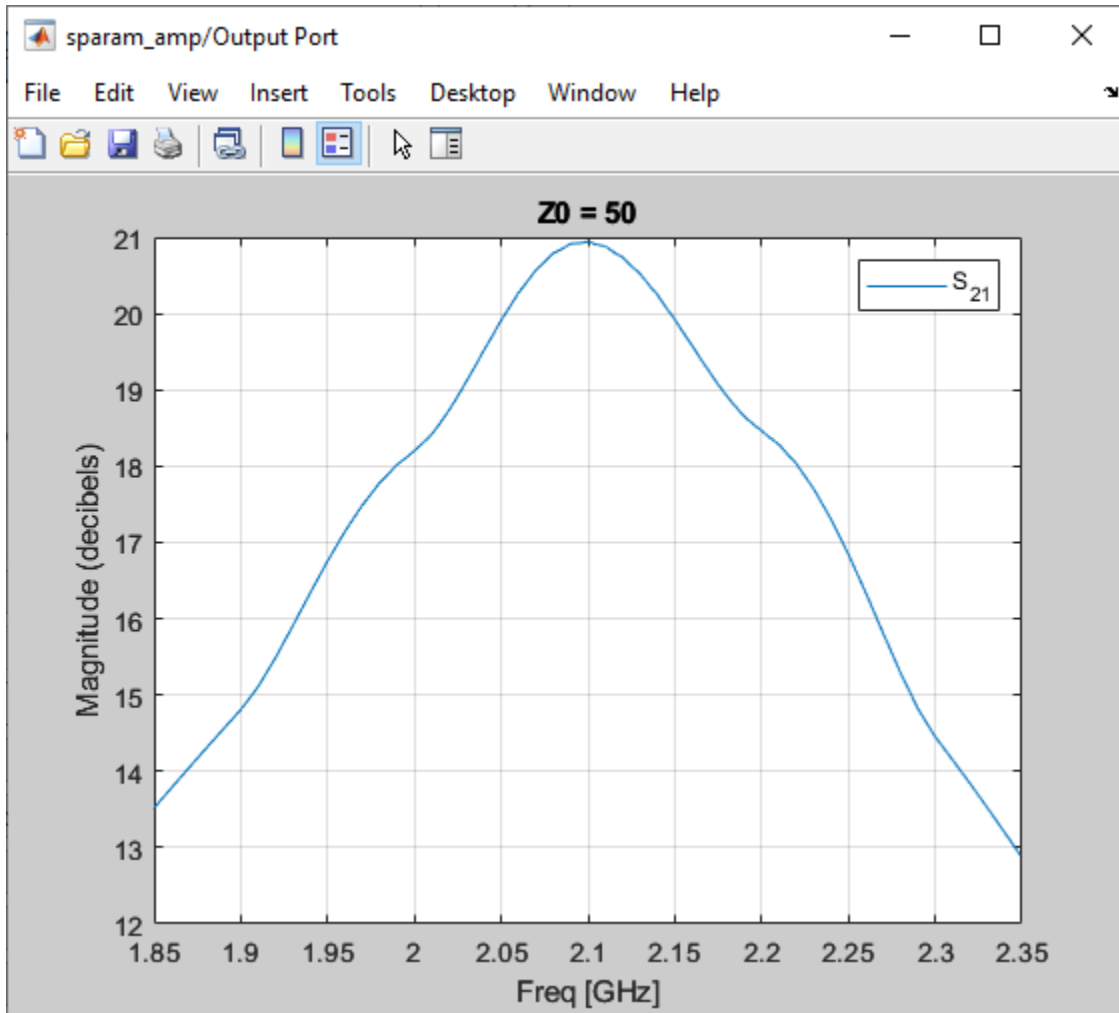 sparam_amp/Output Port
File Edit View Insert Tools Desktop Window Help
Z0 = 50
S21
Magnitude (decibels)
21
20
19
18
17
16
15
14
13
12
1.85 1.9 1.95 2 2.05 2.1 2.15 2.2 2.25 2.3 2.35
Freq [GHz]